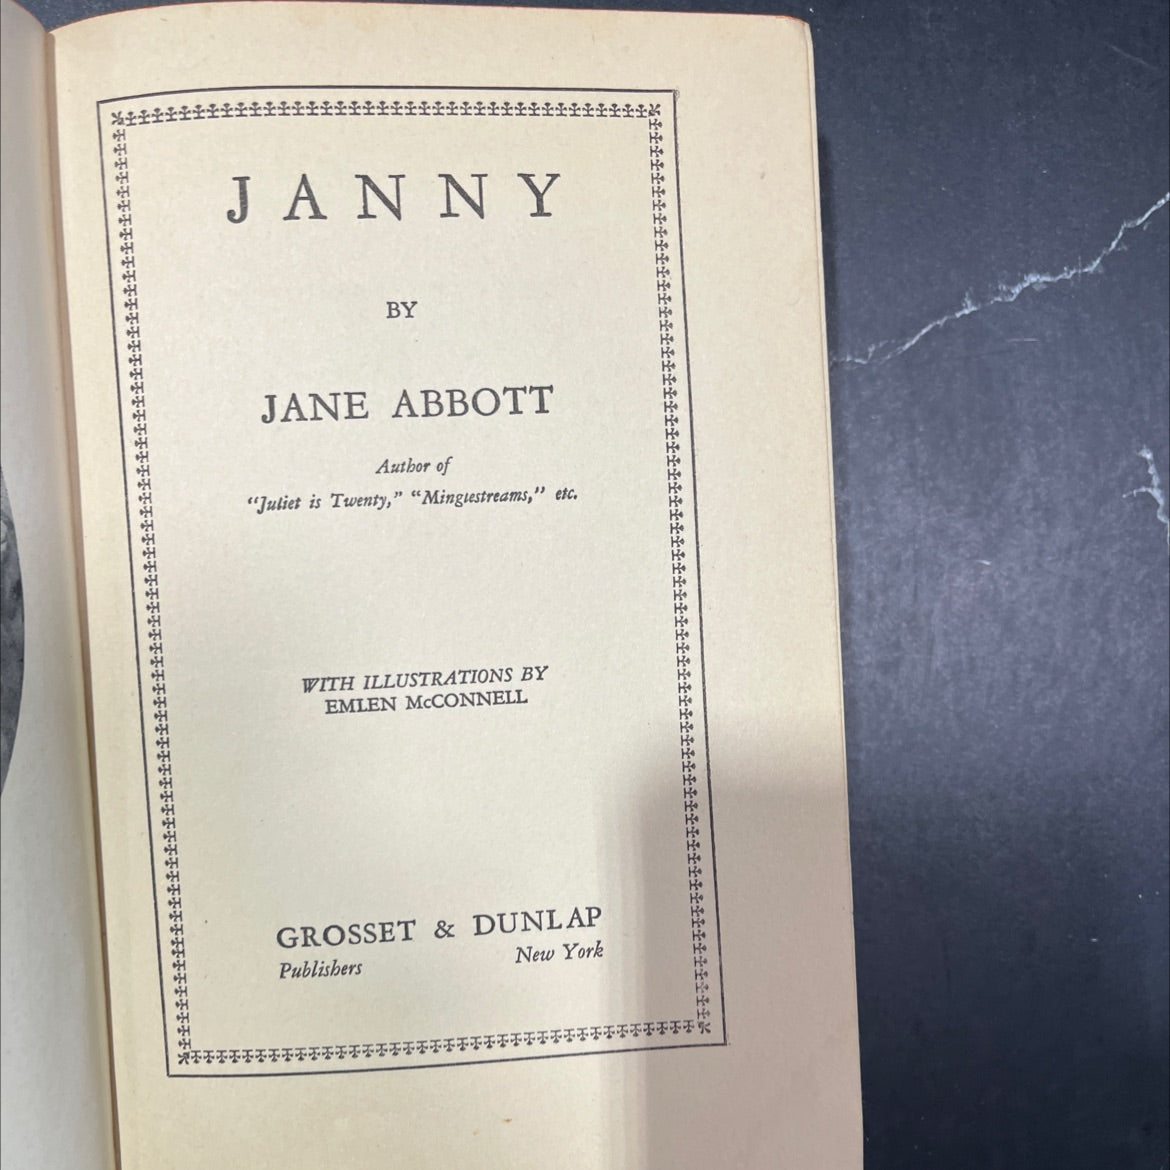 JANNY
BY
JANE ABBOTT
Author of
"Juliet is Twenty," "Minglestreams," etc.
WITH ILLUSTRATIONS BY
EMLEN McCONNELL
GROSSET & DUNLAP
Publishers New York